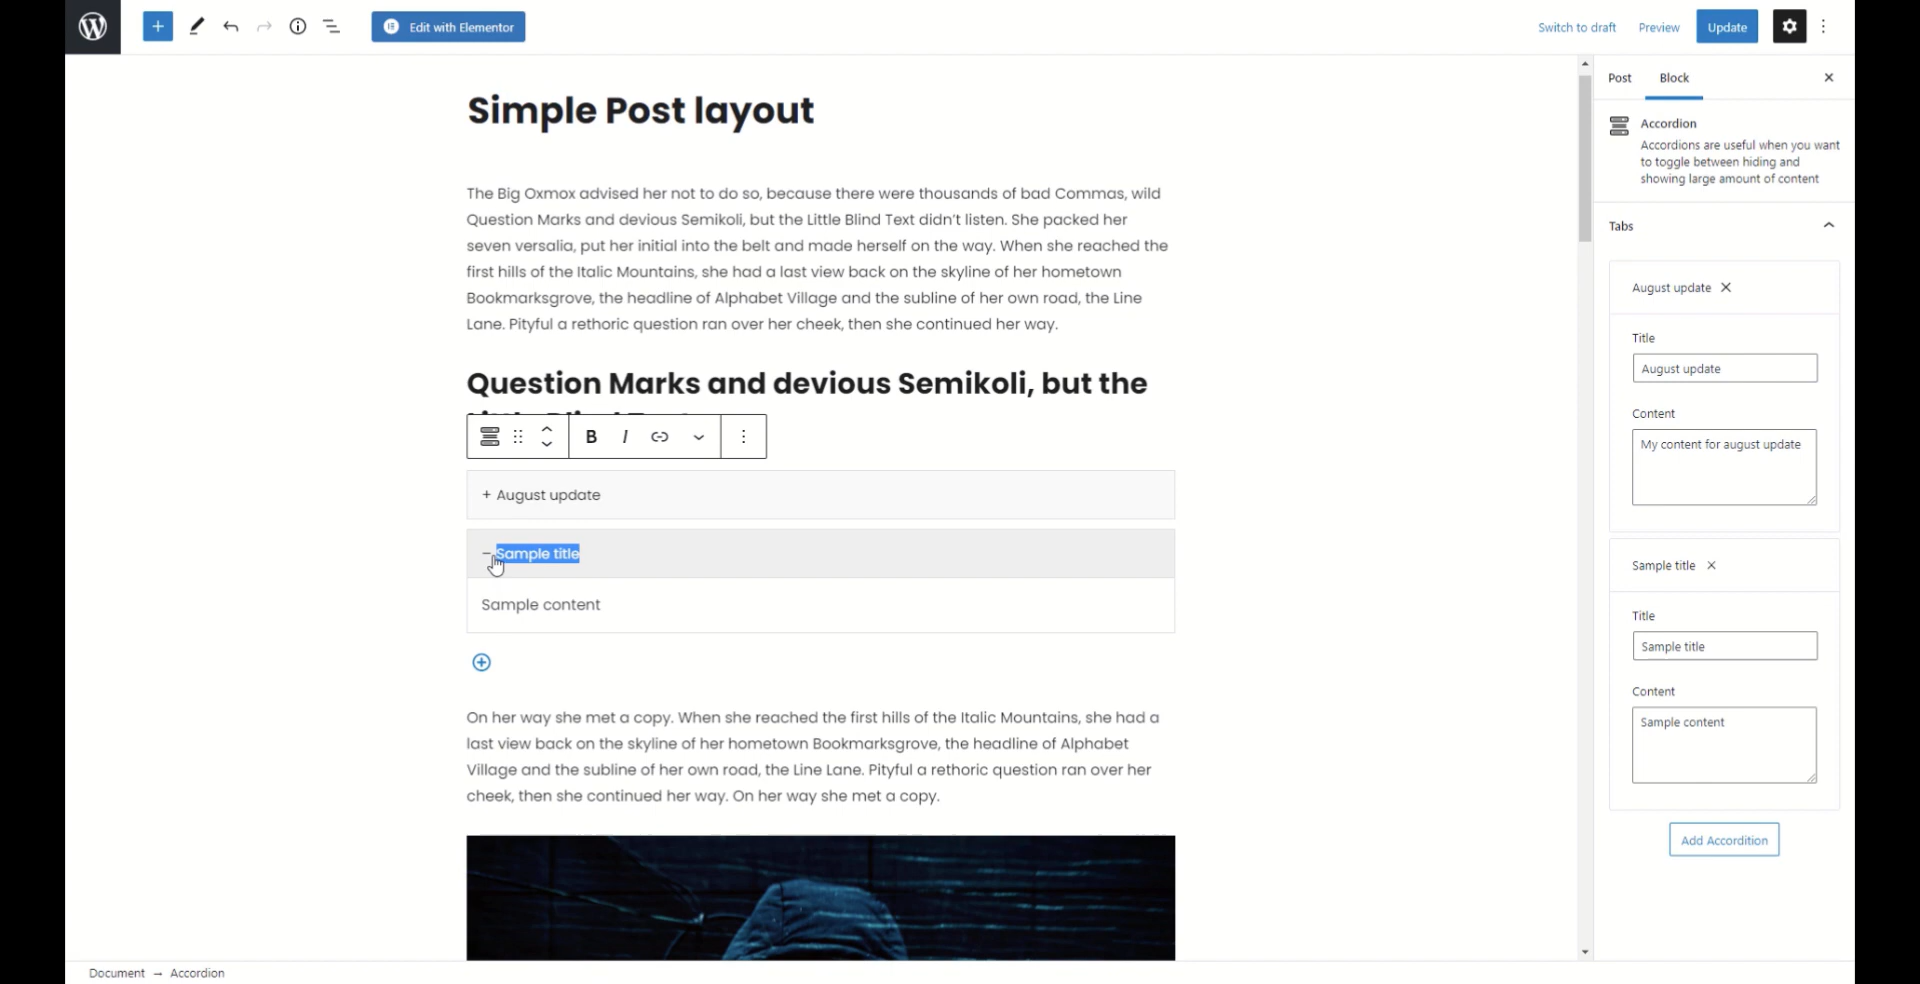 Edit with Elementor
Switch to draft
Preview
Update
Simple Post layout
The Big Oxmox advised her not to do so, because there were thousands of bad Commas, wild
Question Marks and devious Semikoli, but the Little Blind Text didn't listen. She packed her
seven versalia, put her initial into the belt and made herself on the way. When she reached the
first hills of the Italic Mountains, she had a last view back on the skyline of her hometown
Bookmarksgrove, the headline of Alphabet Village and the subline of her own road, the Line
Lane. Pityful a rethoric question ran over her cheek, then she continued her way.
Question Marks and devious Semikoli, but the
B I
+ August update
− Sample title
Sample content
On her way she met a copy. When she reached the first hills of the Italic Mountains, she had a
last view back on the skyline of her hometown Bookmarksgrove, the headline of Alphabet
Village and the subline of her own road, the Line Lane. Pityful a rethoric question ran over her
cheek, then she continued her way. On her way she met a copy.
Post
Block
Accordion
Accordions are useful when you want
to toggle between hiding and
showing large amount of content
Tabs
August update
Title
August update
Content
My content for august update
Sample title
Title
Sample title
Content
Sample content
Add Accordition
Document → Accordion